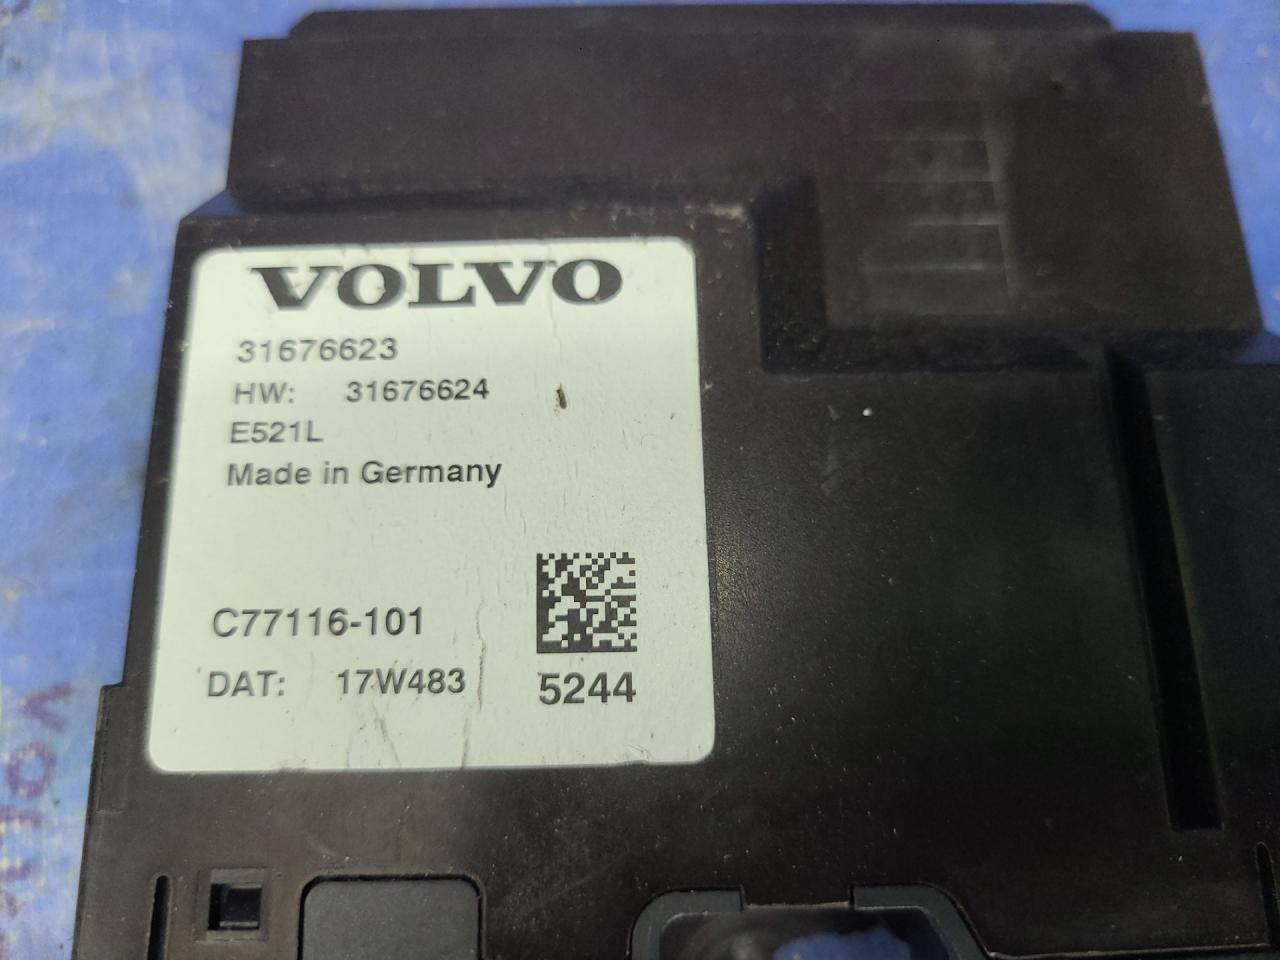 VOLVO
31676623
HW: 31676624
E521L
Made in Germany
C77116-101
DAT: 17W483
5244